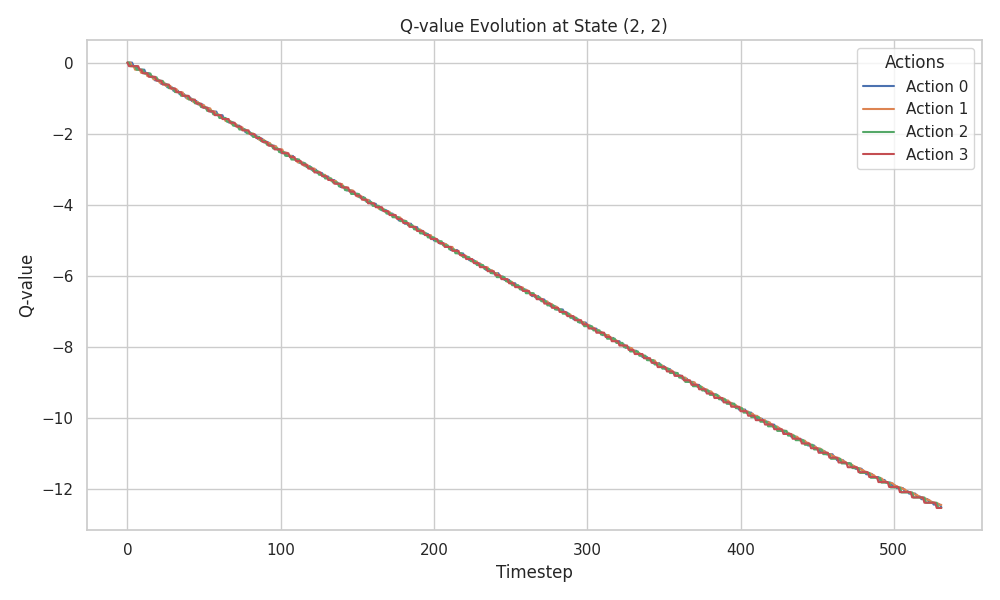 Q-value Evolution at State (2, 2)
Actions
Action 0
Action 1
Action 2
Action 3
Q-value
0
−2
−4
−6
−8
−10
−12
0 100 200 300 400 500
Timestep